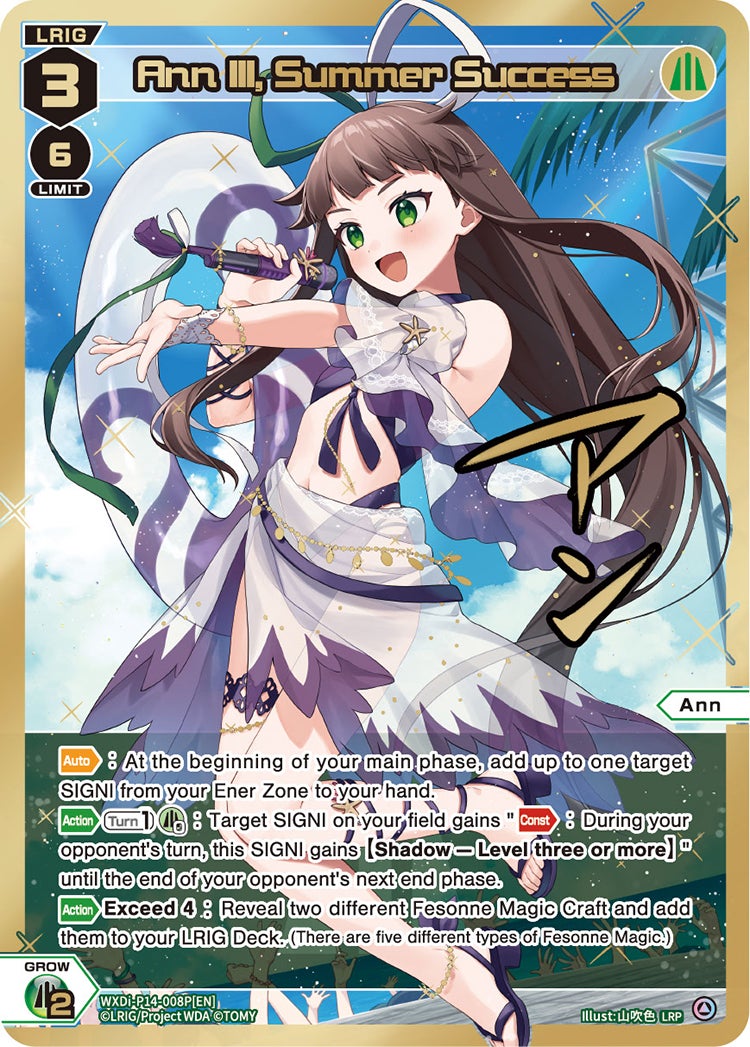 LRIG
3
Ann III, Summer Success
6
LIMIT
アン
Ann
Auto : At the beginning of your main phase, add up to one target
SIGNI from your Ener Zone to your hand.
Action Turn 1 0 : Target SIGNI on your field gains " Const : During your
opponent's turn, this SIGNI gains【Shadow — Level three or more】"
until the end of your opponent's next end phase.
Action Exceed 4 : Reveal two different Fesonne Magic Craft and add
them to your LRIG Deck. (There are five different types of Fesonne Magic.)
GROW
2
WXDi-P14-008P[EN]
©LRIG/Project WDA ©TOMY
Illust:山吹色 LRP